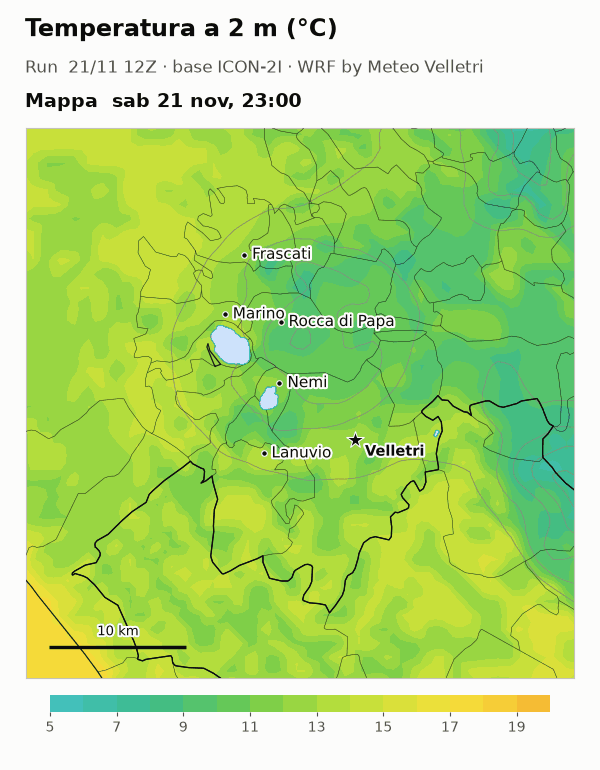 Temperatura a 2 m (°C)
Run  21/11 12Z · base ICON-2I · WRF by Meteo Velletri
Mappa  sab 21 nov, 23:00
Frascati
Marino
Rocca di Papa
Nemi
Velletri
Lanuvio
10 km
5 7 9 11 13 15 17 19